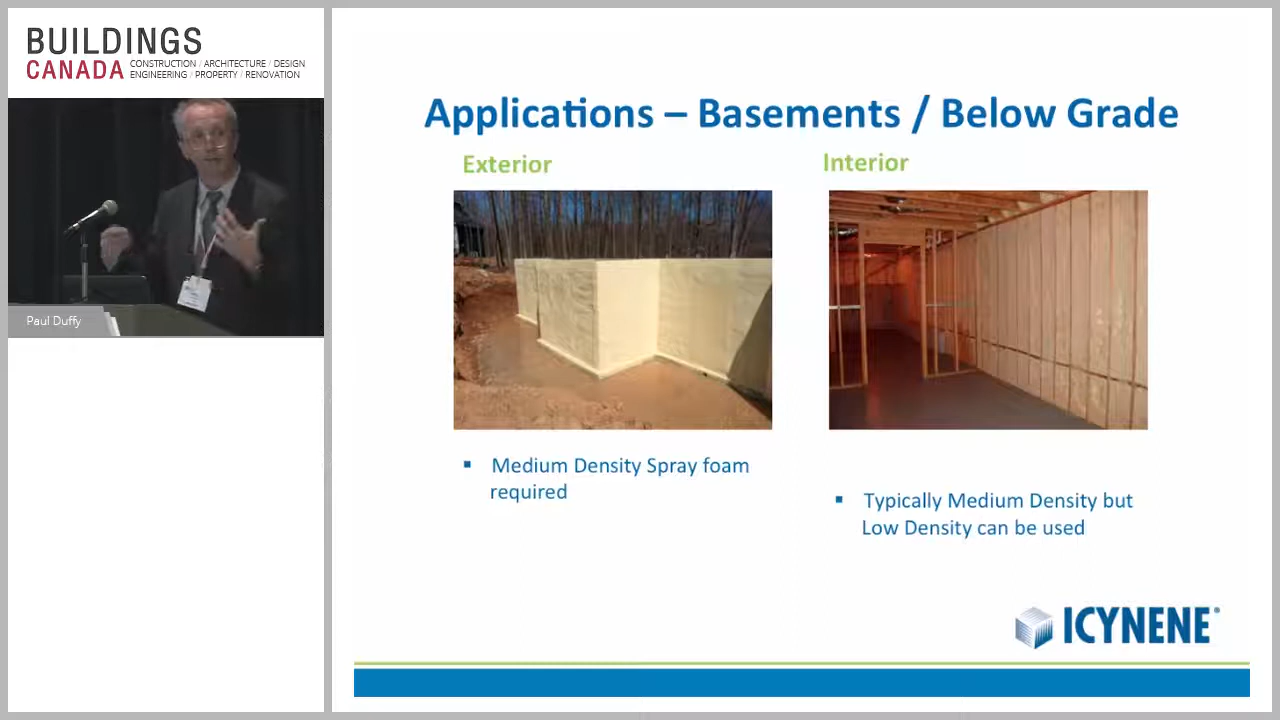 BUILDINGS
CANADA CONSTRUCTION / ARCHITECTURE / DESIGN
ENGINEERING / PROPERTY / RENOVATION
Paul Duffy
Applications – Basements / Below Grade
Exterior
Interior
▪ Medium Density Spray foam
required
▪ Typically Medium Density but
Low Density can be used
ICYNENE®